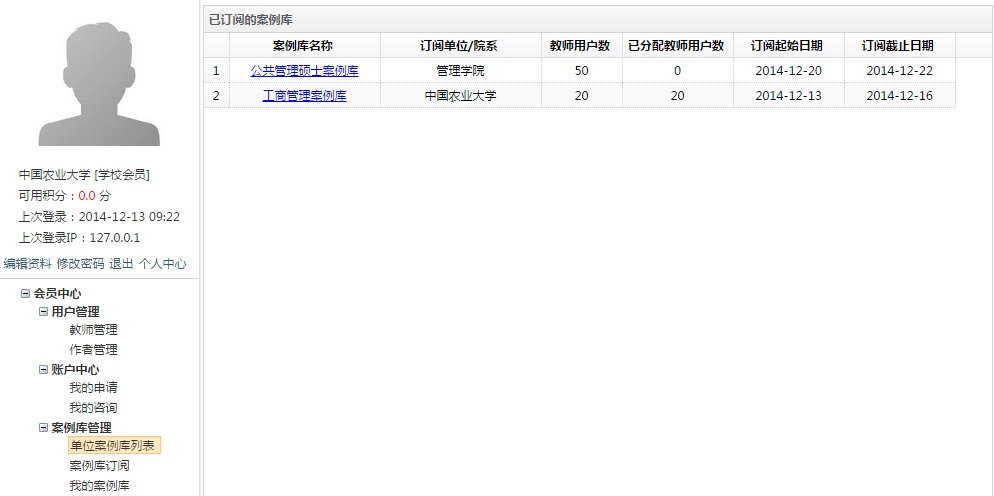 中国农业大学 [学校会员]
可用积分：0.0 分
上次登录：2014-12-13 09:22
上次登录IP：127.0.0.1
编辑资料 修改密码 退出 个人中心
会员中心
用户管理
教师管理
作者管理
账户中心
我的申请
我的咨询
案例库管理
单位案例库列表
案例库订阅
我的案例库
已订阅的案例库
案例库名称 订阅单位/院系 教师用户数 已分配教师用户数 订阅起始日期 订阅截止日期
1 公共管理硕士案例库 管理学院 50 0 2014-12-20 2014-12-22
2 工商管理案例库 中国农业大学 20 20 2014-12-13 2014-12-16